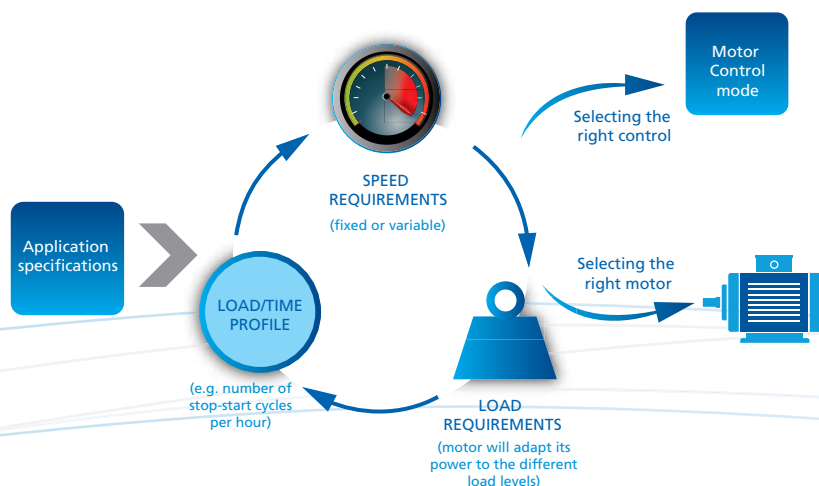 Motor
Control
mode
Selecting the
right control
SPEED
REQUIREMENTS
(fixed or variable)
Application
specifications
Selecting the
right motor
LOAD/TIME
PROFILE
(e.g. number of
stop-start cycles
per hour)
LOAD
REQUIREMENTS
(motor will adapt its
power to the different
load levels)